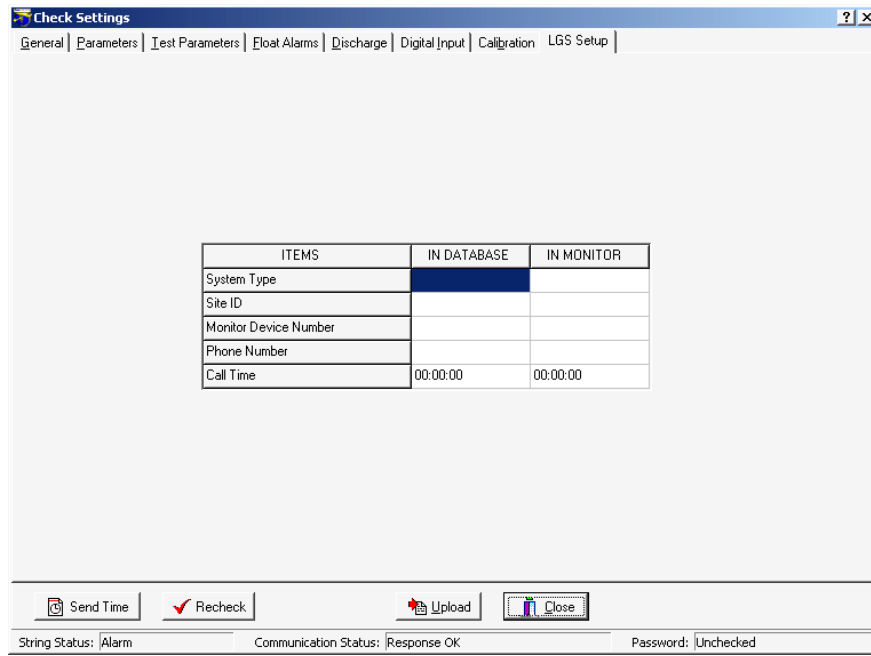 Check Settings
General Parameters Test Parameters Float Alarms Discharge Digital Input Calibration LGS Setup
ITEMS IN DATABASE IN MONITOR
System Type
Site ID
Monitor Device Number
Phone Number
Call Time 00:00:00 00:00:00
Send Time Recheck Upload Close
String Status: Alarm Communication Status: Response OK Password: Unchecked